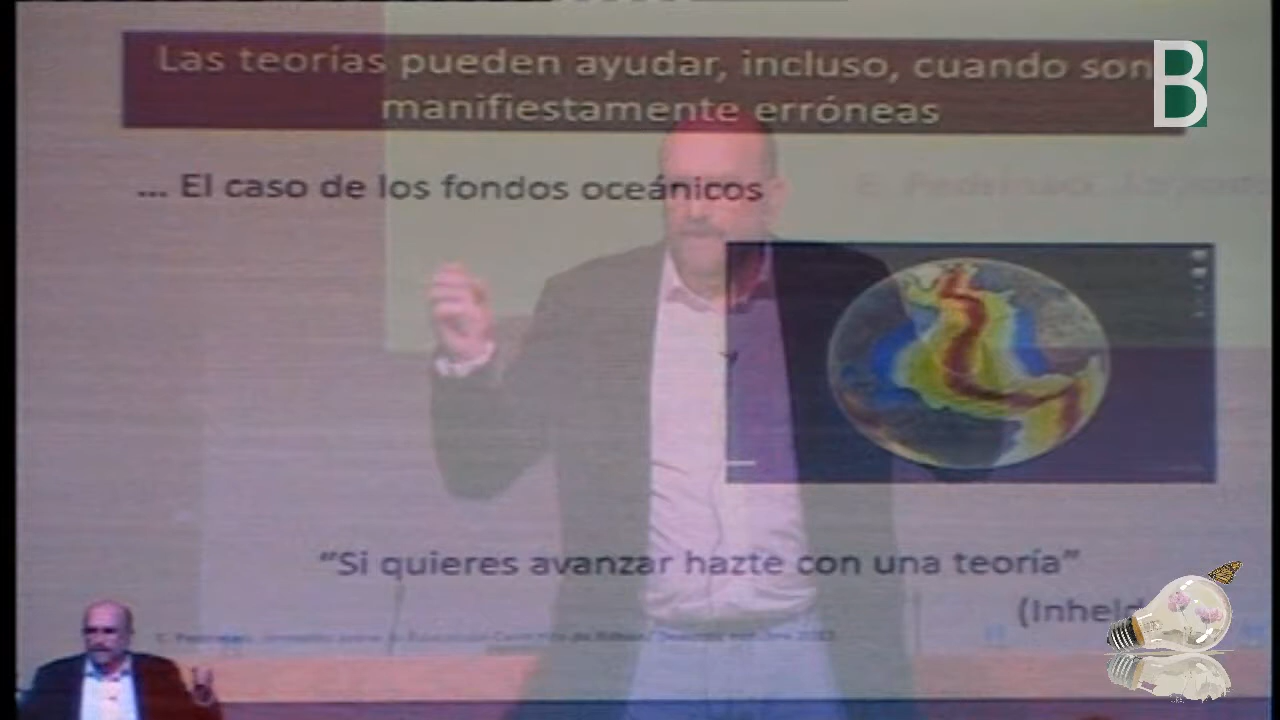 Las teorías pueden ayudar, incluso, cuando son
manifiestamente erróneas
B
... El caso de los fondos oceánicos
“Si quieres avanzar hazte con una teoría”